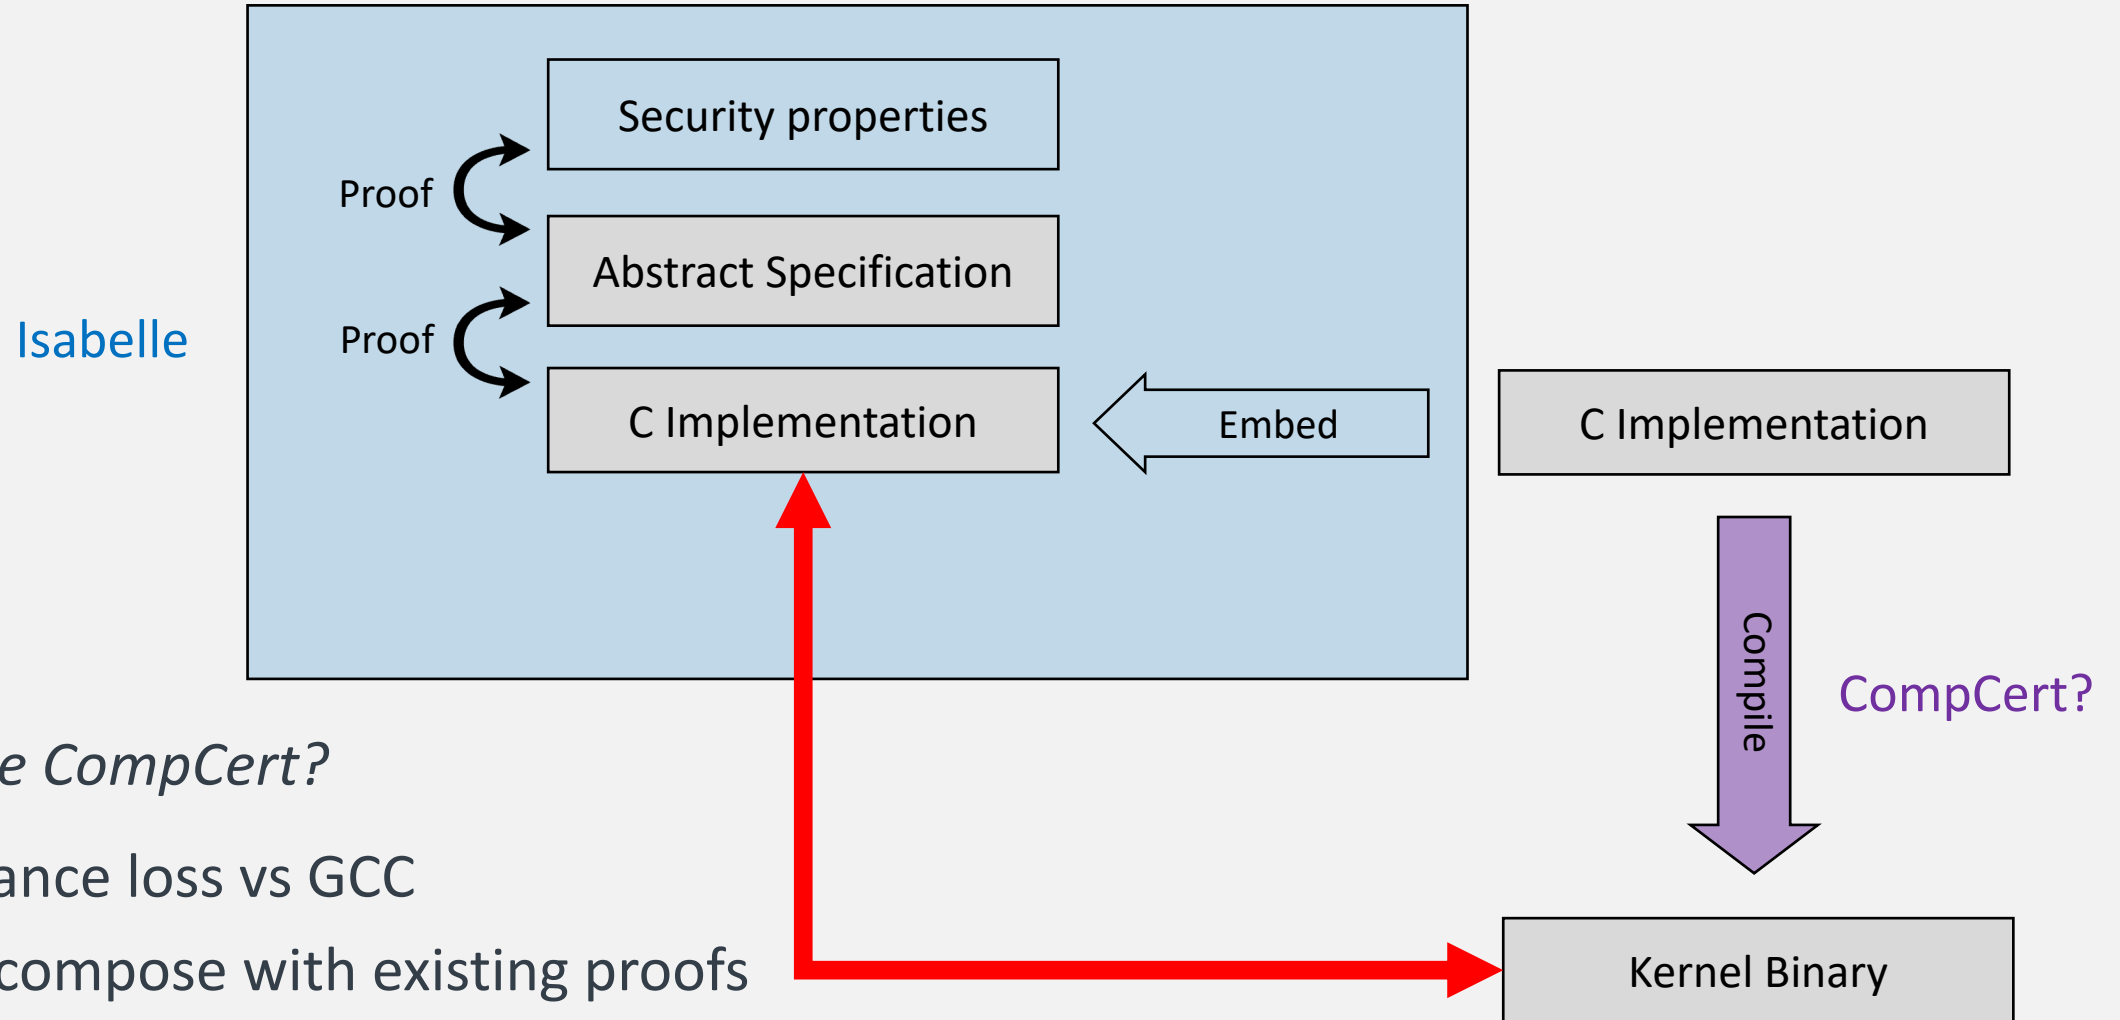 Security properties
Proof
Abstract Specification
Isabelle
Proof
C Implementation
Embed
C Implementation
Compile
CompCert?
e CompCert?
ance loss vs GCC
compose with existing proofs
Kernel Binary